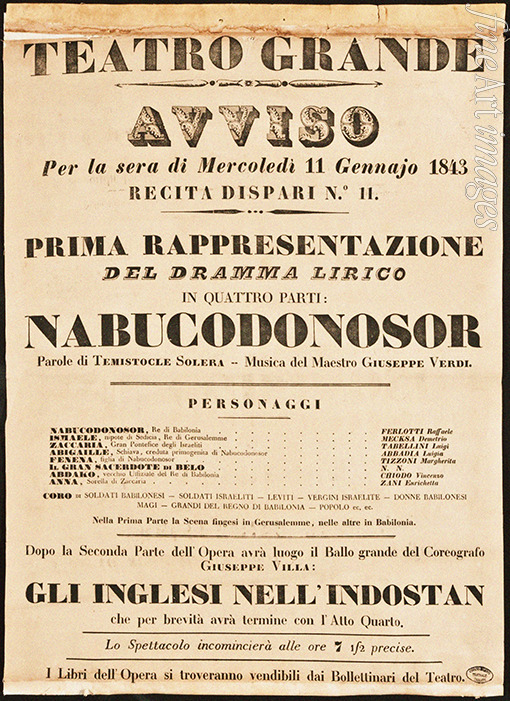 TEATRO GRANDE
AVVISO
Per la sera di Mercoledì 11 Gennajo 1843
RECITA DISPARI N.º 11.
PRIMA RAPPRESENTAZIONE
DEL DRAMMA LIRICO
IN QUATTRO PARTI:
NABUCODONOSOR
Parole di TEMISTOCLE SOLERA -- Musica del Maestro GIUSEPPE VERDI.
PERSONAGGI
NABUCODONOSOR, Re di Babilonia FERLOTTI Raffaele
ISMAELE, nipote di Sedicia, Re di Gerusalemme MECKSA Demetrio
ZACCARIA, Gran Pontefice degli Israeliti TABELLINI Luigi
ABIGAILLE, Schiava, creduta primogenita di Nabucodonosor ABBADIA Luigia
FENENA, figlia di Nabucodonosor TIZZONI Margherita
IL GRAN SACERDOTE DI BELO N. N.
ABDAKO, vecchio Uffiziale del Re di Babilonia CHIODO Vincenzo
ANNA, Sorella di Zaccaria ZANI Enrichetta
CORO DI SOLDATI BABILONESI — SOLDATI ISRAELITI — LEVITI — VERGINI ISRAELITE — DONNE BABILONESI
MAGI — GRANDI DEL REGNO DI BABILONIA — POPOLO ec. ec.
Nella Prima Parte la Scena fingesi in Gerusalemme, nelle altre in Babilonia.
Dopo la Seconda Parte dell'Opera avrà luogo il Ballo grande del Coreografo
GIUSEPPE VILLA:
GLI INGLESI NELL'INDOSTAN
che per brevità avrà termine con l'Atto Quarto.
Lo Spettacolo incomincierà alle ore 7 1/2 precise.
I Libri dell'Opera si troveranno vendibili dai Bollettinari del Teatro.
fineart images